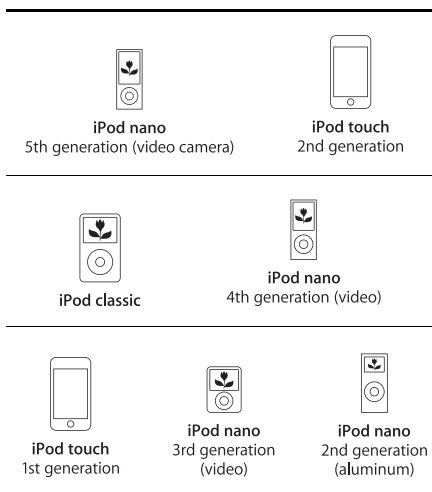 iPod nano
5th generation (video camera)
iPod touch
2nd generation
iPod classic
iPod nano
4th generation (video)
iPod touch
1st generation
iPod nano
3rd generation
(video)
iPod nano
2nd generation
(aluminum)